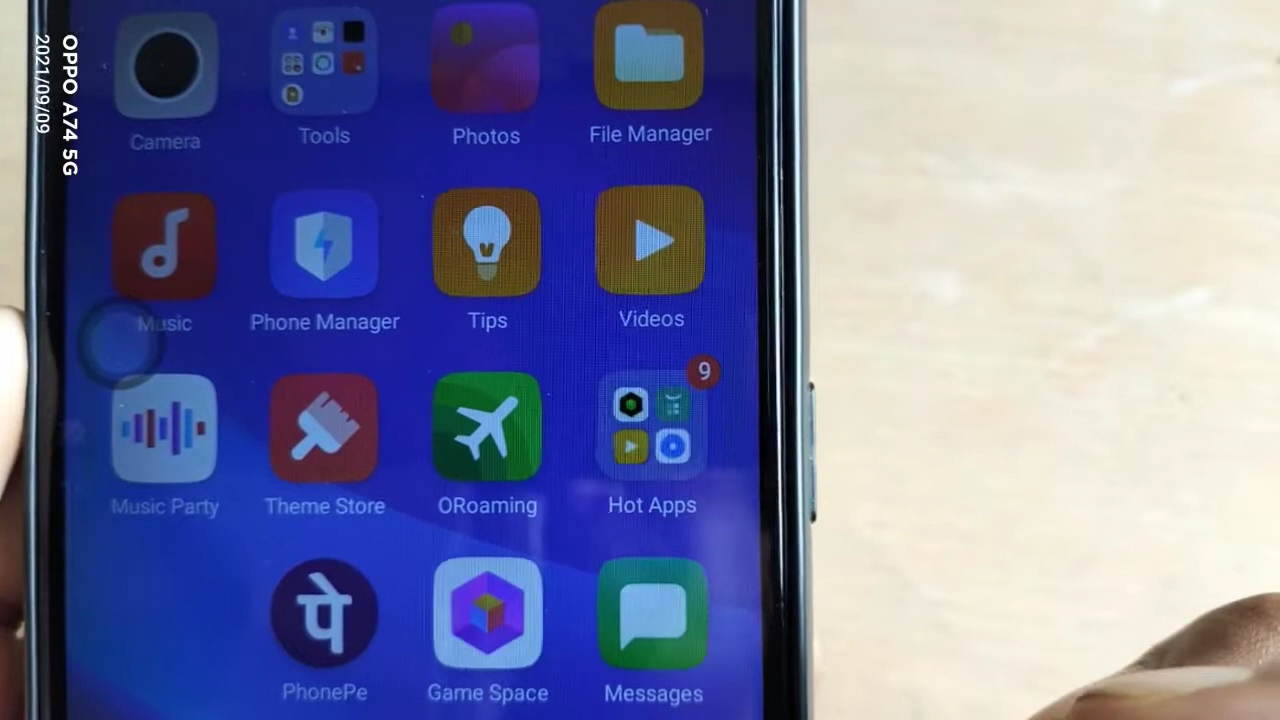 OPPO A74 5G
2021/09/09
Camera
Tools
Photos
File Manager
Music
Phone Manager
Tips
Videos
9
Music Party
Theme Store
ORoaming
Hot Apps
पे
PhonePe
Game Space
Messages